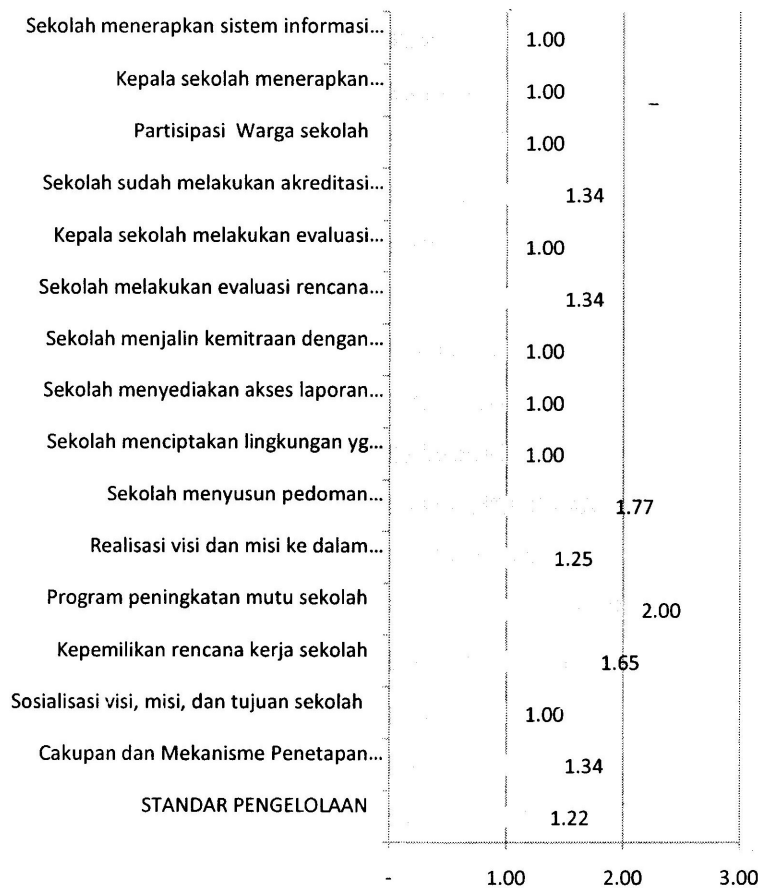 Sekolah menerapkan sistem informasi... 1.00
Kepala sekolah menerapkan... 1.00
Partisipasi Warga sekolah 1.00
Sekolah sudah melakukan akreditasi... 1.34
Kepala sekolah melakukan evaluasi... 1.00
Sekolah melakukan evaluasi rencana... 1.34
Sekolah menjalin kemitraan dengan... 1.00
Sekolah menyediakan akses laporan... 1.00
Sekolah menciptakan lingkungan yg... 1.00
Sekolah menyusun pedoman... 1.77
Realisasi visi dan misi ke dalam... 1.25
Program peningkatan mutu sekolah 2.00
Kepemilikan rencana kerja sekolah 1.65
Sosialisasi visi, misi, dan tujuan sekolah 1.00
Cakupan dan Mekanisme Penetapan... 1.34
STANDAR PENGELOLAAN 1.22
- 1.00 2.00 3.00